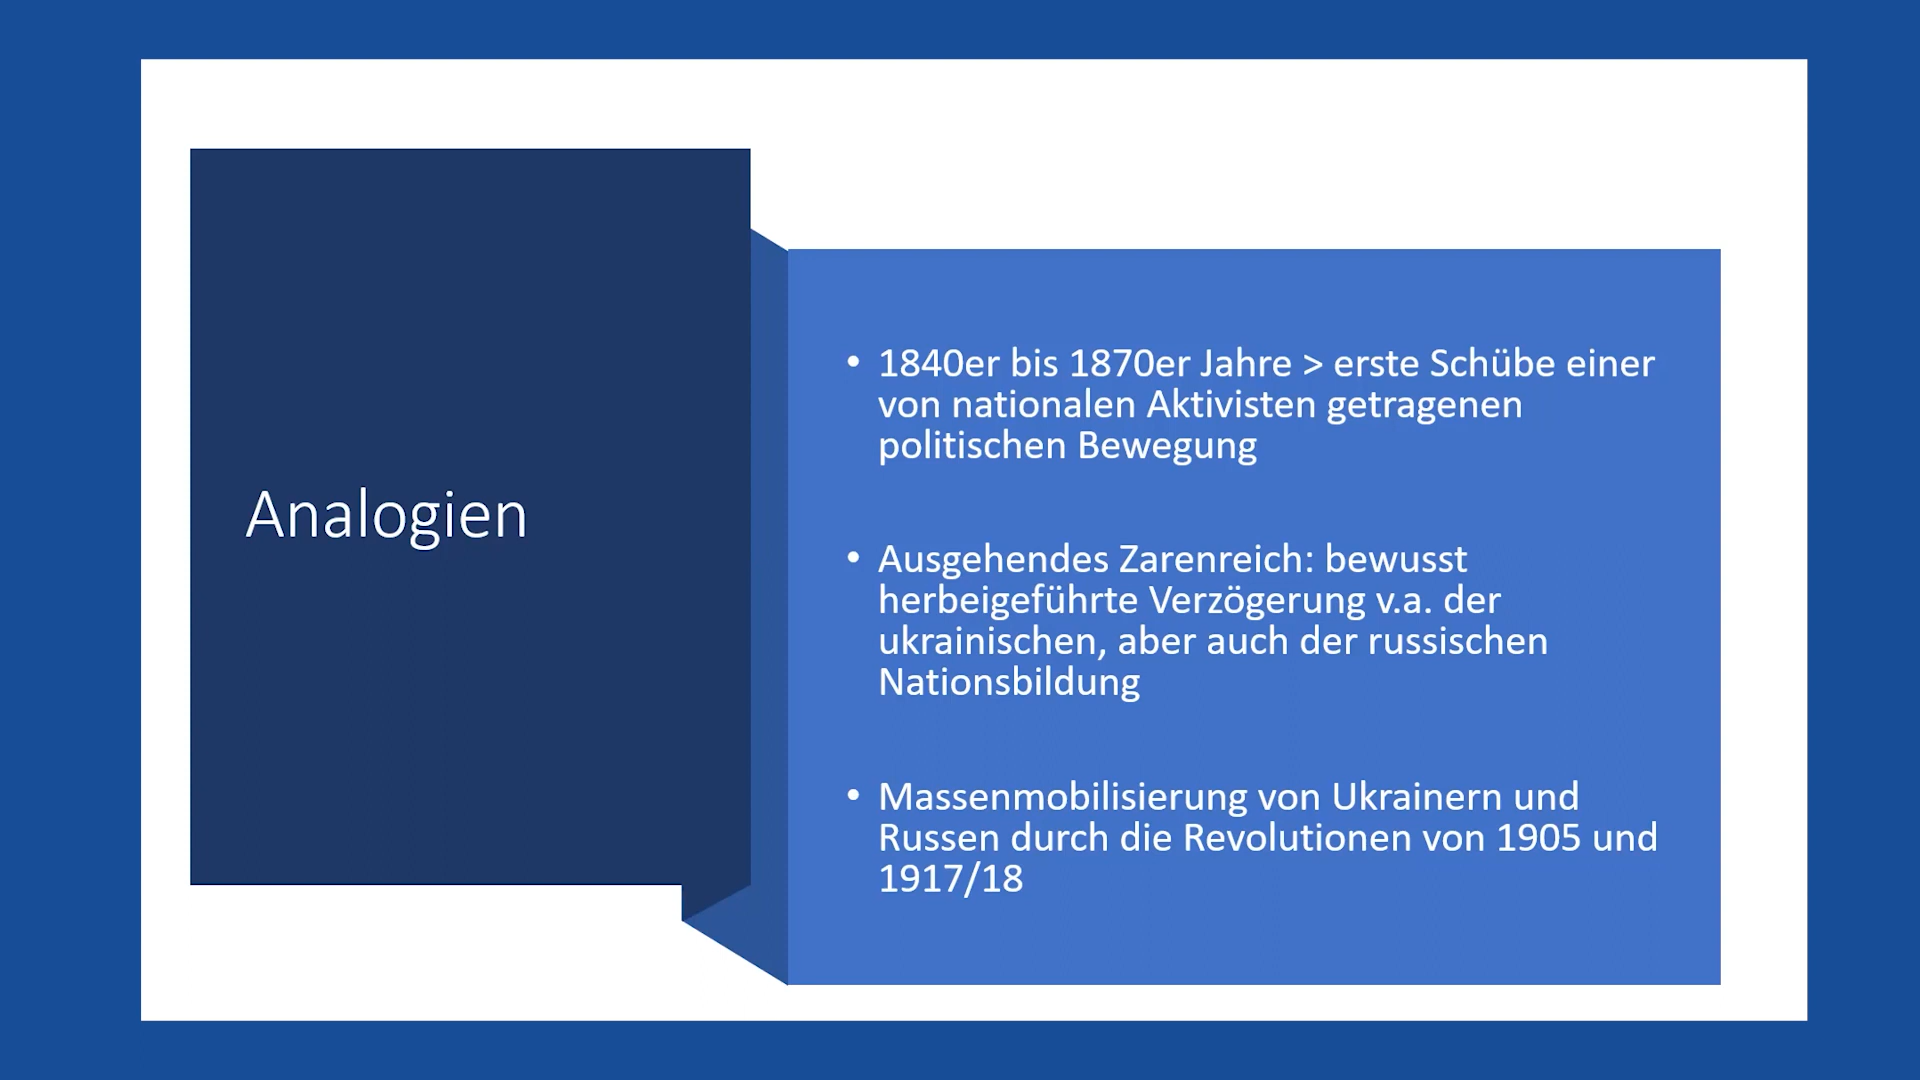 Analogien
• 1840er bis 1870er Jahre > erste Schübe einer
von nationalen Aktivisten getragenen
politischen Bewegung
• Ausgehendes Zarenreich: bewusst
herbeigeführte Verzögerung v.a. der
ukrainischen, aber auch der russischen
Nationsbildung
• Massenmobilisierung von Ukrainern und
Russen durch die Revolutionen von 1905 und
1917/18